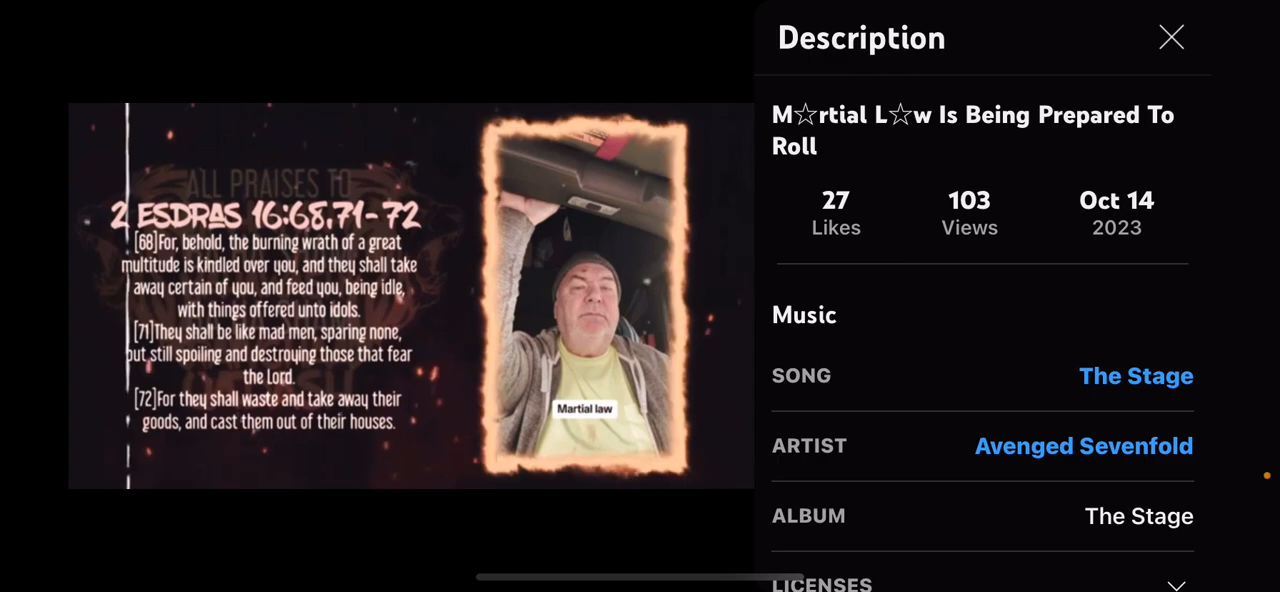 ALL PRAISES TO
2 ESDRAS 16:68,71-72
[68]For, behold, the burning wrath of a great
multitude is kindled over you, and they shall take
away certain of you, and feed you, being idle,
with things offered unto idols.
[71]They shall be like mad men, sparing none,
but still spoiling and destroying those that fear
the Lord.
[72]For they shall waste and take away their
goods, and cast them out of their houses.
Martial law
Description
M☆rtial L☆w Is Being Prepared To
Roll
27 103 Oct 14
Likes Views 2023
Music
SONG The Stage
ARTIST Avenged Sevenfold
ALBUM The Stage
LICENSES